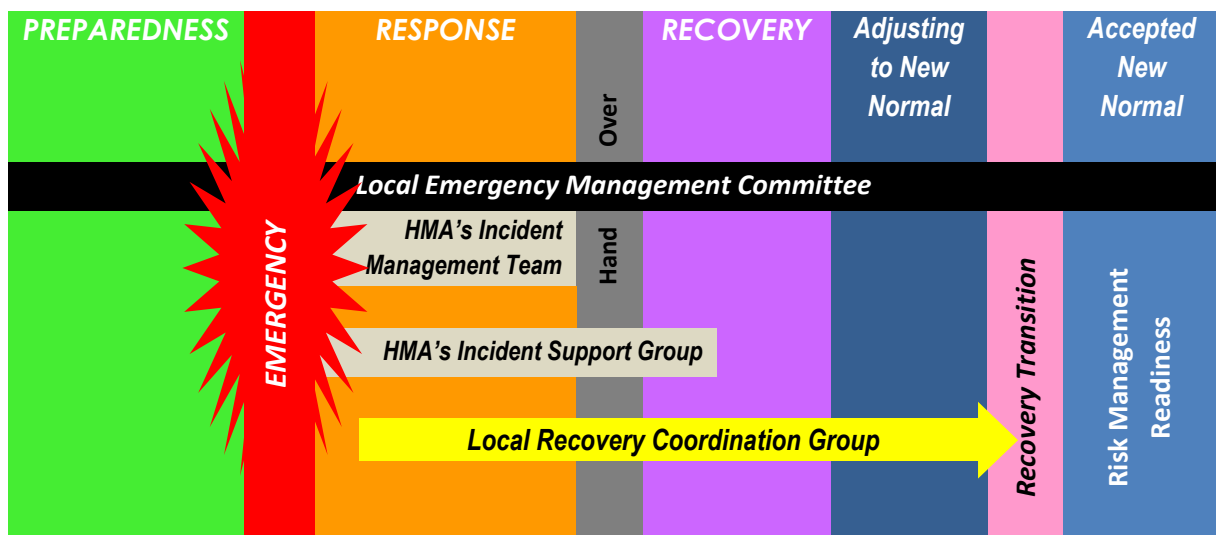 PREPAREDNESS
RESPONSE
RECOVERY
Adjusting
to New
Normal
Accepted
New
Normal
Hand Over
Local Emergency Management Committee
EMERGENCY
HMA’s Incident
Management Team
HMA’s Incident Support Group
Local Recovery Coordination Group
Recovery Transition
Risk Management
Readiness